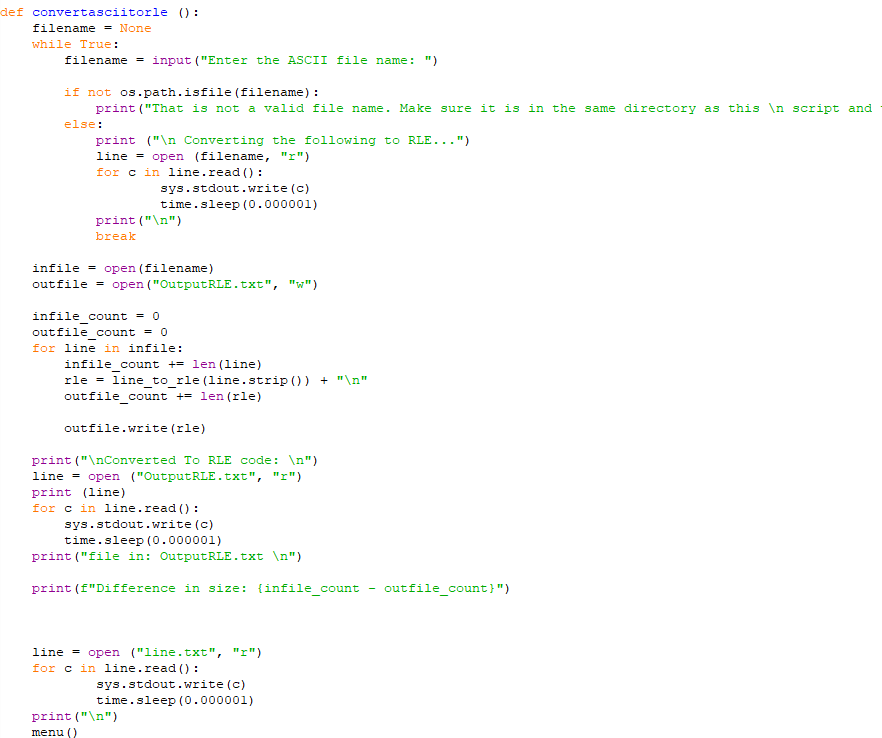 def convertasciitorle ():
    filename = None
    while True:
        filename = input("Enter the ASCII file name: ")

        if not os.path.isfile(filename):
            print("That is not a valid file name. Make sure it is in the same directory as this \n script and
        else:
            print ("\n Converting the following to RLE...")
            line = open (filename, "r")
            for c in line.read():
                    sys.stdout.write(c)
                    time.sleep(0.000001)
            print("\n")
            break

    infile = open(filename)
    outfile = open("OutputRLE.txt", "w")

    infile_count = 0
    outfile_count = 0
    for line in infile:
        infile_count += len(line)
        rle = line_to_rle(line.strip()) + "\n"
        outfile_count += len(rle)

        outfile.write(rle)

    print("\nConverted To RLE code: \n")
    line = open ("OutputRLE.txt", "r")
    print (line)
    for c in line.read():
        sys.stdout.write(c)
        time.sleep(0.000001)
    print("file in: OutputRLE.txt \n")

    print(f"Difference in size: {infile_count - outfile_count}")

    line = open ("line.txt", "r")
    for c in line.read():
            sys.stdout.write(c)
            time.sleep(0.000001)
    print("\n")
    menu()